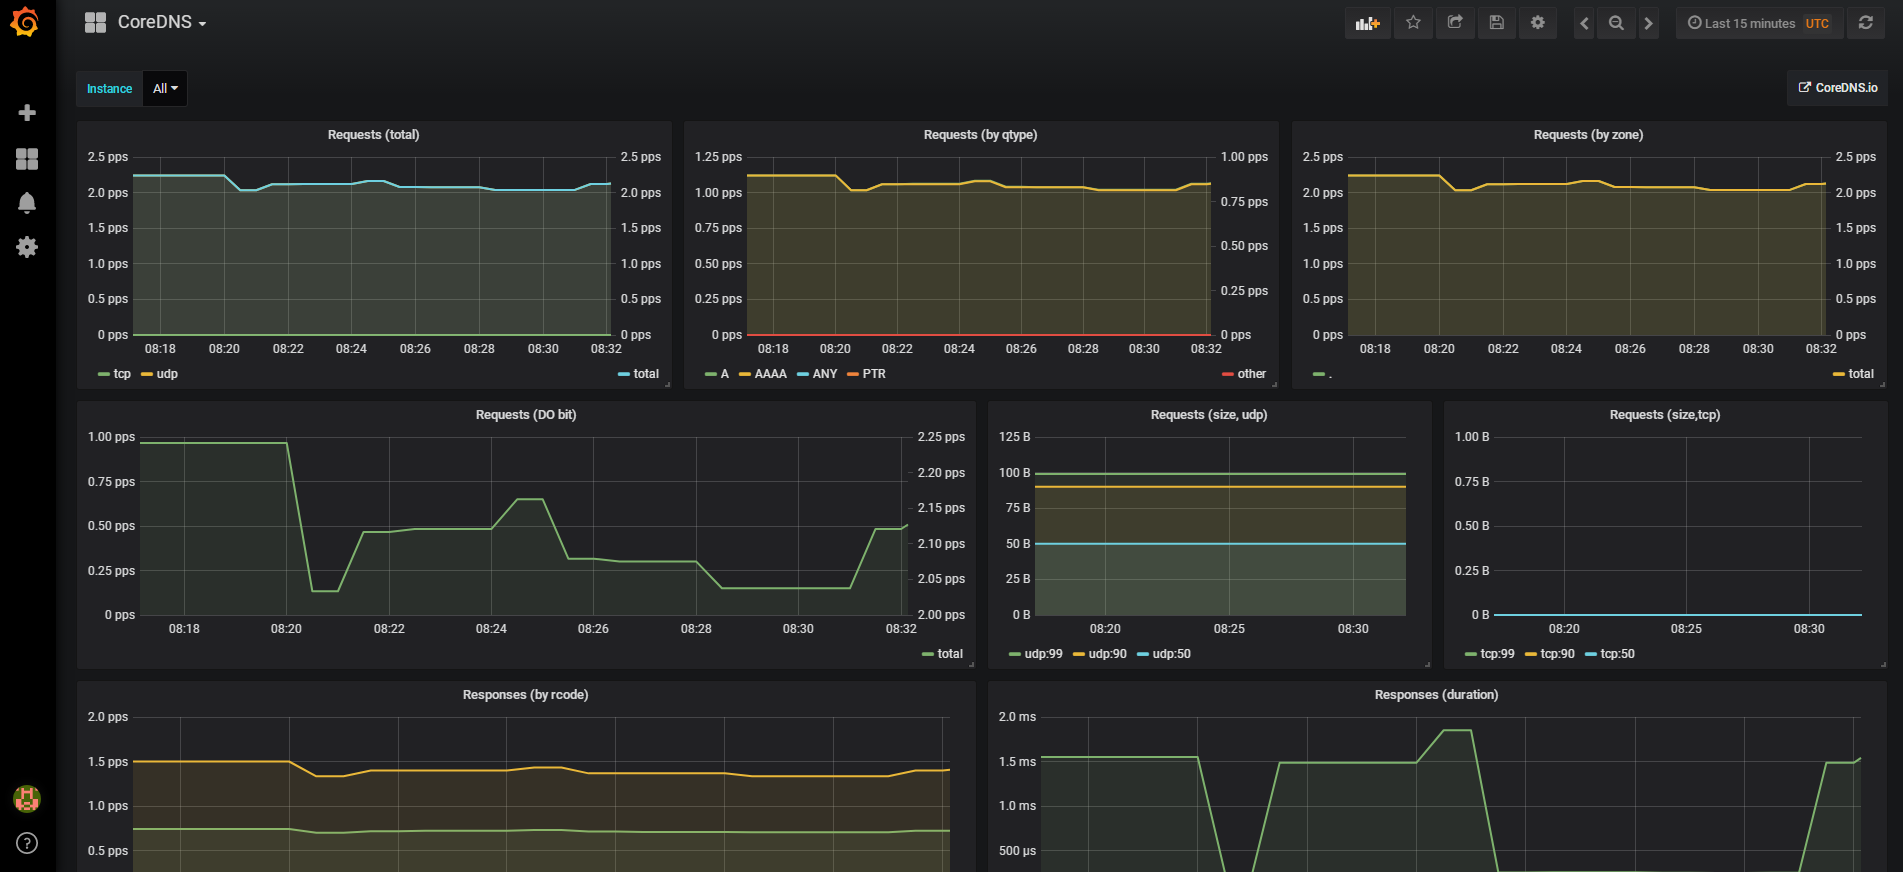 CoreDNS
Last 15 minutes UTC
Instance All
CoreDNS.io
Requests (total)
2.5 pps 2.5 pps
2.0 pps 2.0 pps
1.5 pps 1.5 pps
1.0 pps 1.0 pps
0.5 pps 0.5 pps
0 pps 0 pps
08:18 08:20 08:22 08:24 08:26 08:28 08:30 08:32
tcp udp total
Requests (by qtype)
1.25 pps 1.00 pps
1.00 pps
0.75 pps 0.75 pps
0.50 pps 0.50 pps
0.25 pps 0.25 pps
0 pps 0 pps
08:18 08:20 08:22 08:24 08:26 08:28 08:30 08:32
A AAAA ANY PTR other
Requests (by zone)
2.5 pps 2.5 pps
2.0 pps 2.0 pps
1.5 pps 1.5 pps
1.0 pps 1.0 pps
0.5 pps 0.5 pps
0 pps 0 pps
08:18 08:20 08:22 08:24 08:26 08:28 08:30 08:32
. total
Requests (DO bit)
1.00 pps 2.25 pps
2.20 pps
0.75 pps 2.15 pps
0.50 pps 2.10 pps
0.25 pps 2.05 pps
0 pps 2.00 pps
08:18 08:20 08:22 08:24 08:26 08:28 08:30 08:32
total
Requests (size, udp)
125 B
100 B
75 B
50 B
25 B
0 B
08:20 08:25 08:30
udp:99 udp:90 udp:50
Requests (size,tcp)
1.00 B
0.75 B
0.50 B
0.25 B
0 B
08:20 08:25 08:30
tcp:99 tcp:90 tcp:50
Responses (by rcode)
2.0 pps
1.5 pps
1.0 pps
0.5 pps
Responses (duration)
2.0 ms
1.5 ms
1.0 ms
500 µs